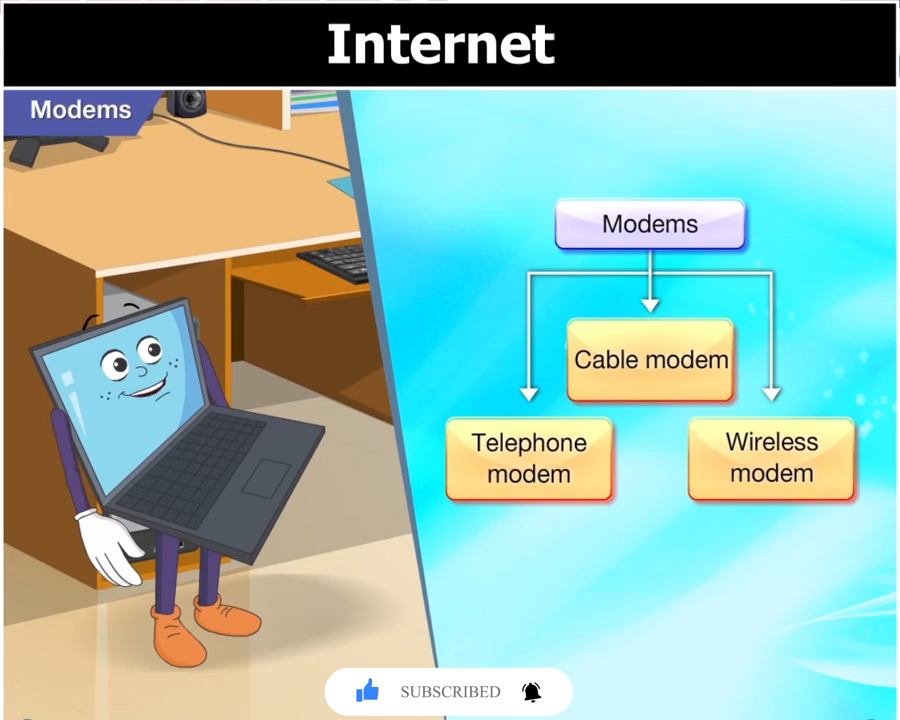 Internet
Modems
Modems
Cable modem
Telephone
modem
Wireless
modem
SUBSCRIBED